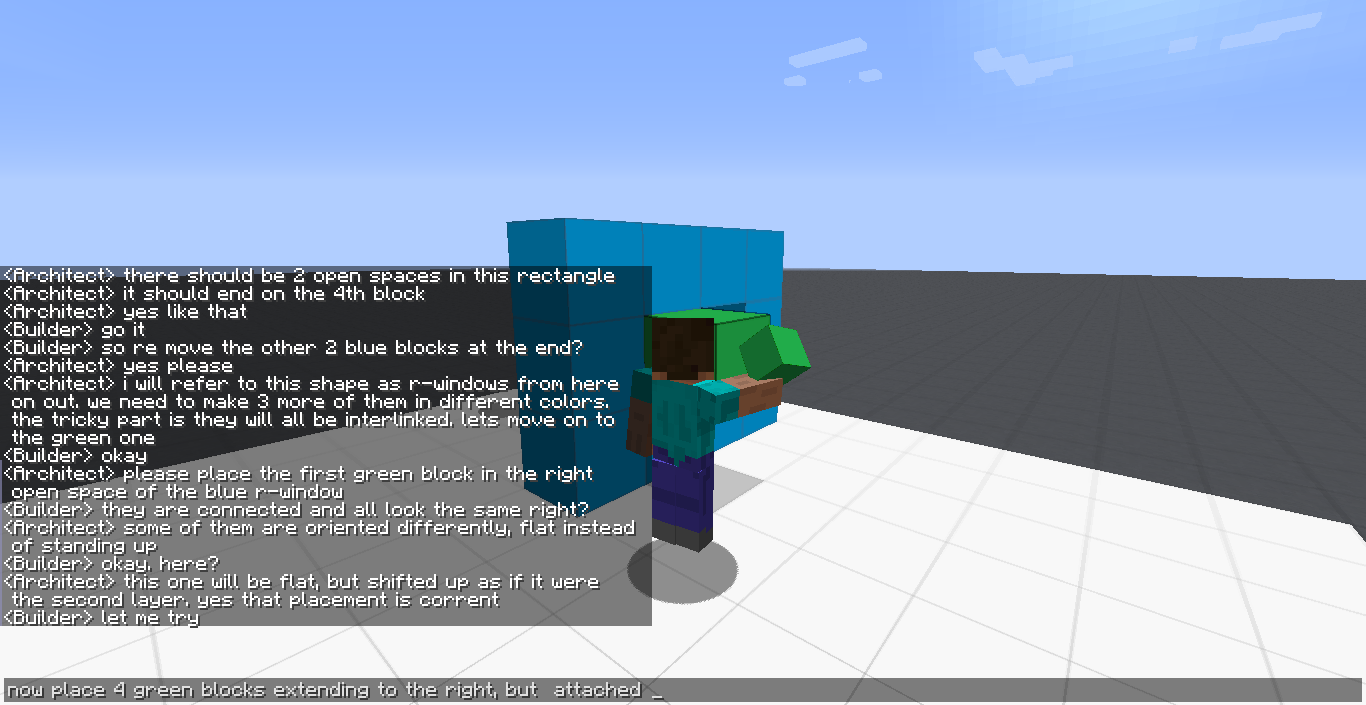 <Architect> there should be 2 open spaces in this rectangle
<Architect> it should end on the 4th block
<Architect> yes like that
<Builder> go it
<Builder> so re move the other 2 blue blocks at the end?
<Architect> yes please
<Architect> i will refer to this shape as r-windows from here
on out. we need to make 3 more of them in different colors.
the tricky part is they will all be interlinked. lets move on to
the green one
<Builder> okay
<Architect> please place the first green block in the right
open space of the blue r-window
<Builder> they are connected and all look the same right?
<Architect> some of them are oriented differently, flat instead
of standing up
<Builder> okay. here?
<Architect> this one will be flat, but shifted up as if it were
the second layer. yes that placement is corrent
<Builder> let me try
now place 4 green blocks extending to the right, but  attached _